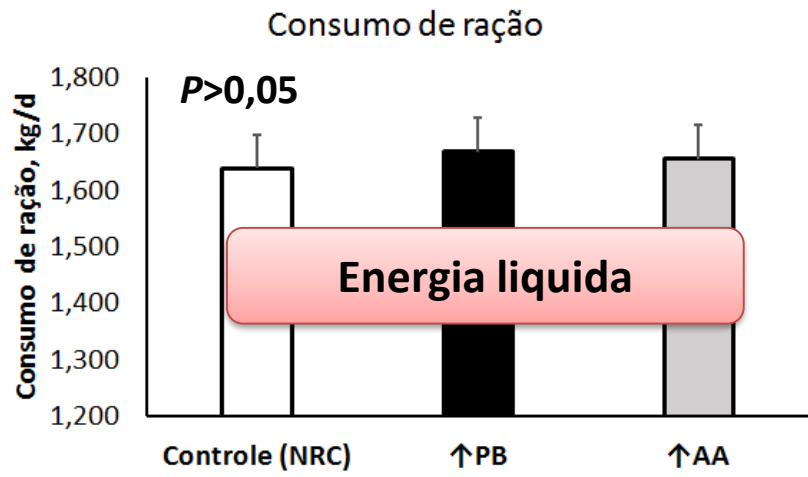 Consumo de ração
P>0,05
Consumo de ração, kg/d
1,800
1,700
1,600
1,500
1,400
1,300
1,200
Energia liquida
Controle (NRC)
↑PB
↑AA